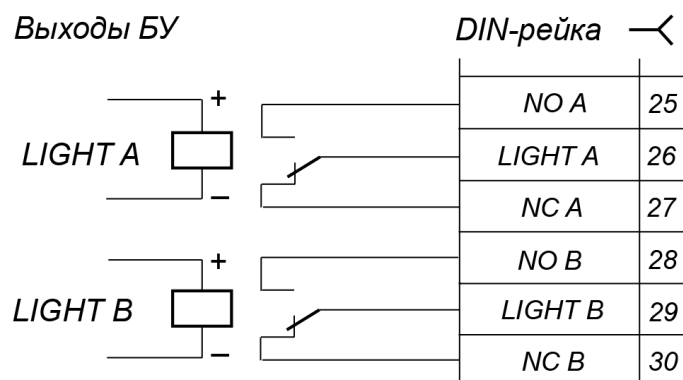 Выходы БУ DIN-рейка
+ NO A 25
LIGHT A LIGHT A 26
− NC A 27
+ NO B 28
LIGHT B LIGHT B 29
− NC B 30